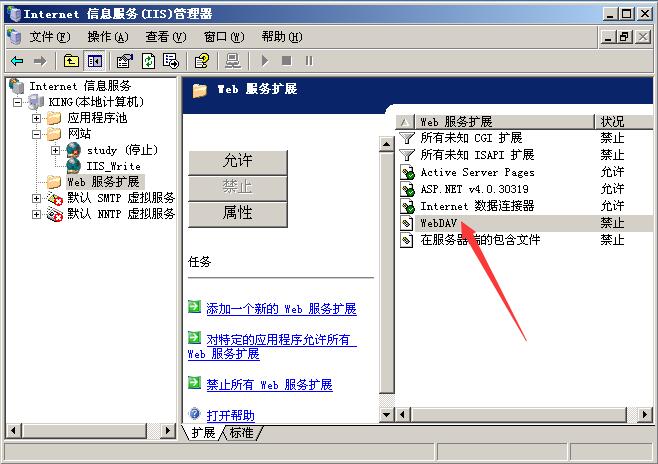 Internet 信息服务(IIS)管理器
文件(F) 操作(A) 查看(V) 窗口(W) 帮助(H)
Internet 信息服务
KING(本地计算机)
应用程序池
网站
study (停止)
IIS_Write
Web 服务扩展
默认 SMTP 虚拟服务
默认 NNTP 虚拟服务
Web 服务扩展
允许
禁止
属性
任务
添加一个新的 Web 服务扩展
对特定的应用程序允许所有
Web 服务扩展
禁止所有 Web 服务扩展
打开帮助
Web 服务扩展 状况
所有未知 CGI 扩展 禁止
所有未知 ISAPI 扩展 禁止
Active Server Pages 允许
ASP.NET v4.0.30319 允许
Internet 数据连接器 允许
WebDAV 禁止
在服务器端的包含文件 禁止
扩展 标准